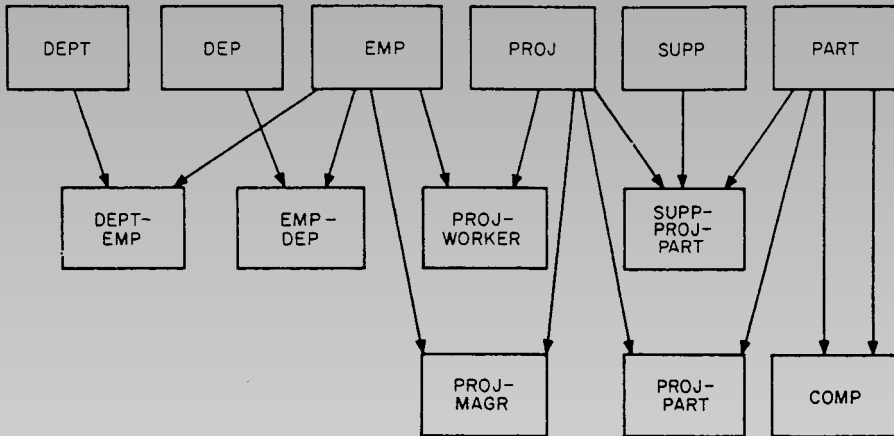 DEPT
DEP
EMP
PROJ
SUPP
PART
DEPT-
EMP
EMP-
DEP
PROJ-
WORKER
SUPP-
PROJ-
PART
PROJ-
MAGR
PROJ-
PART
COMP